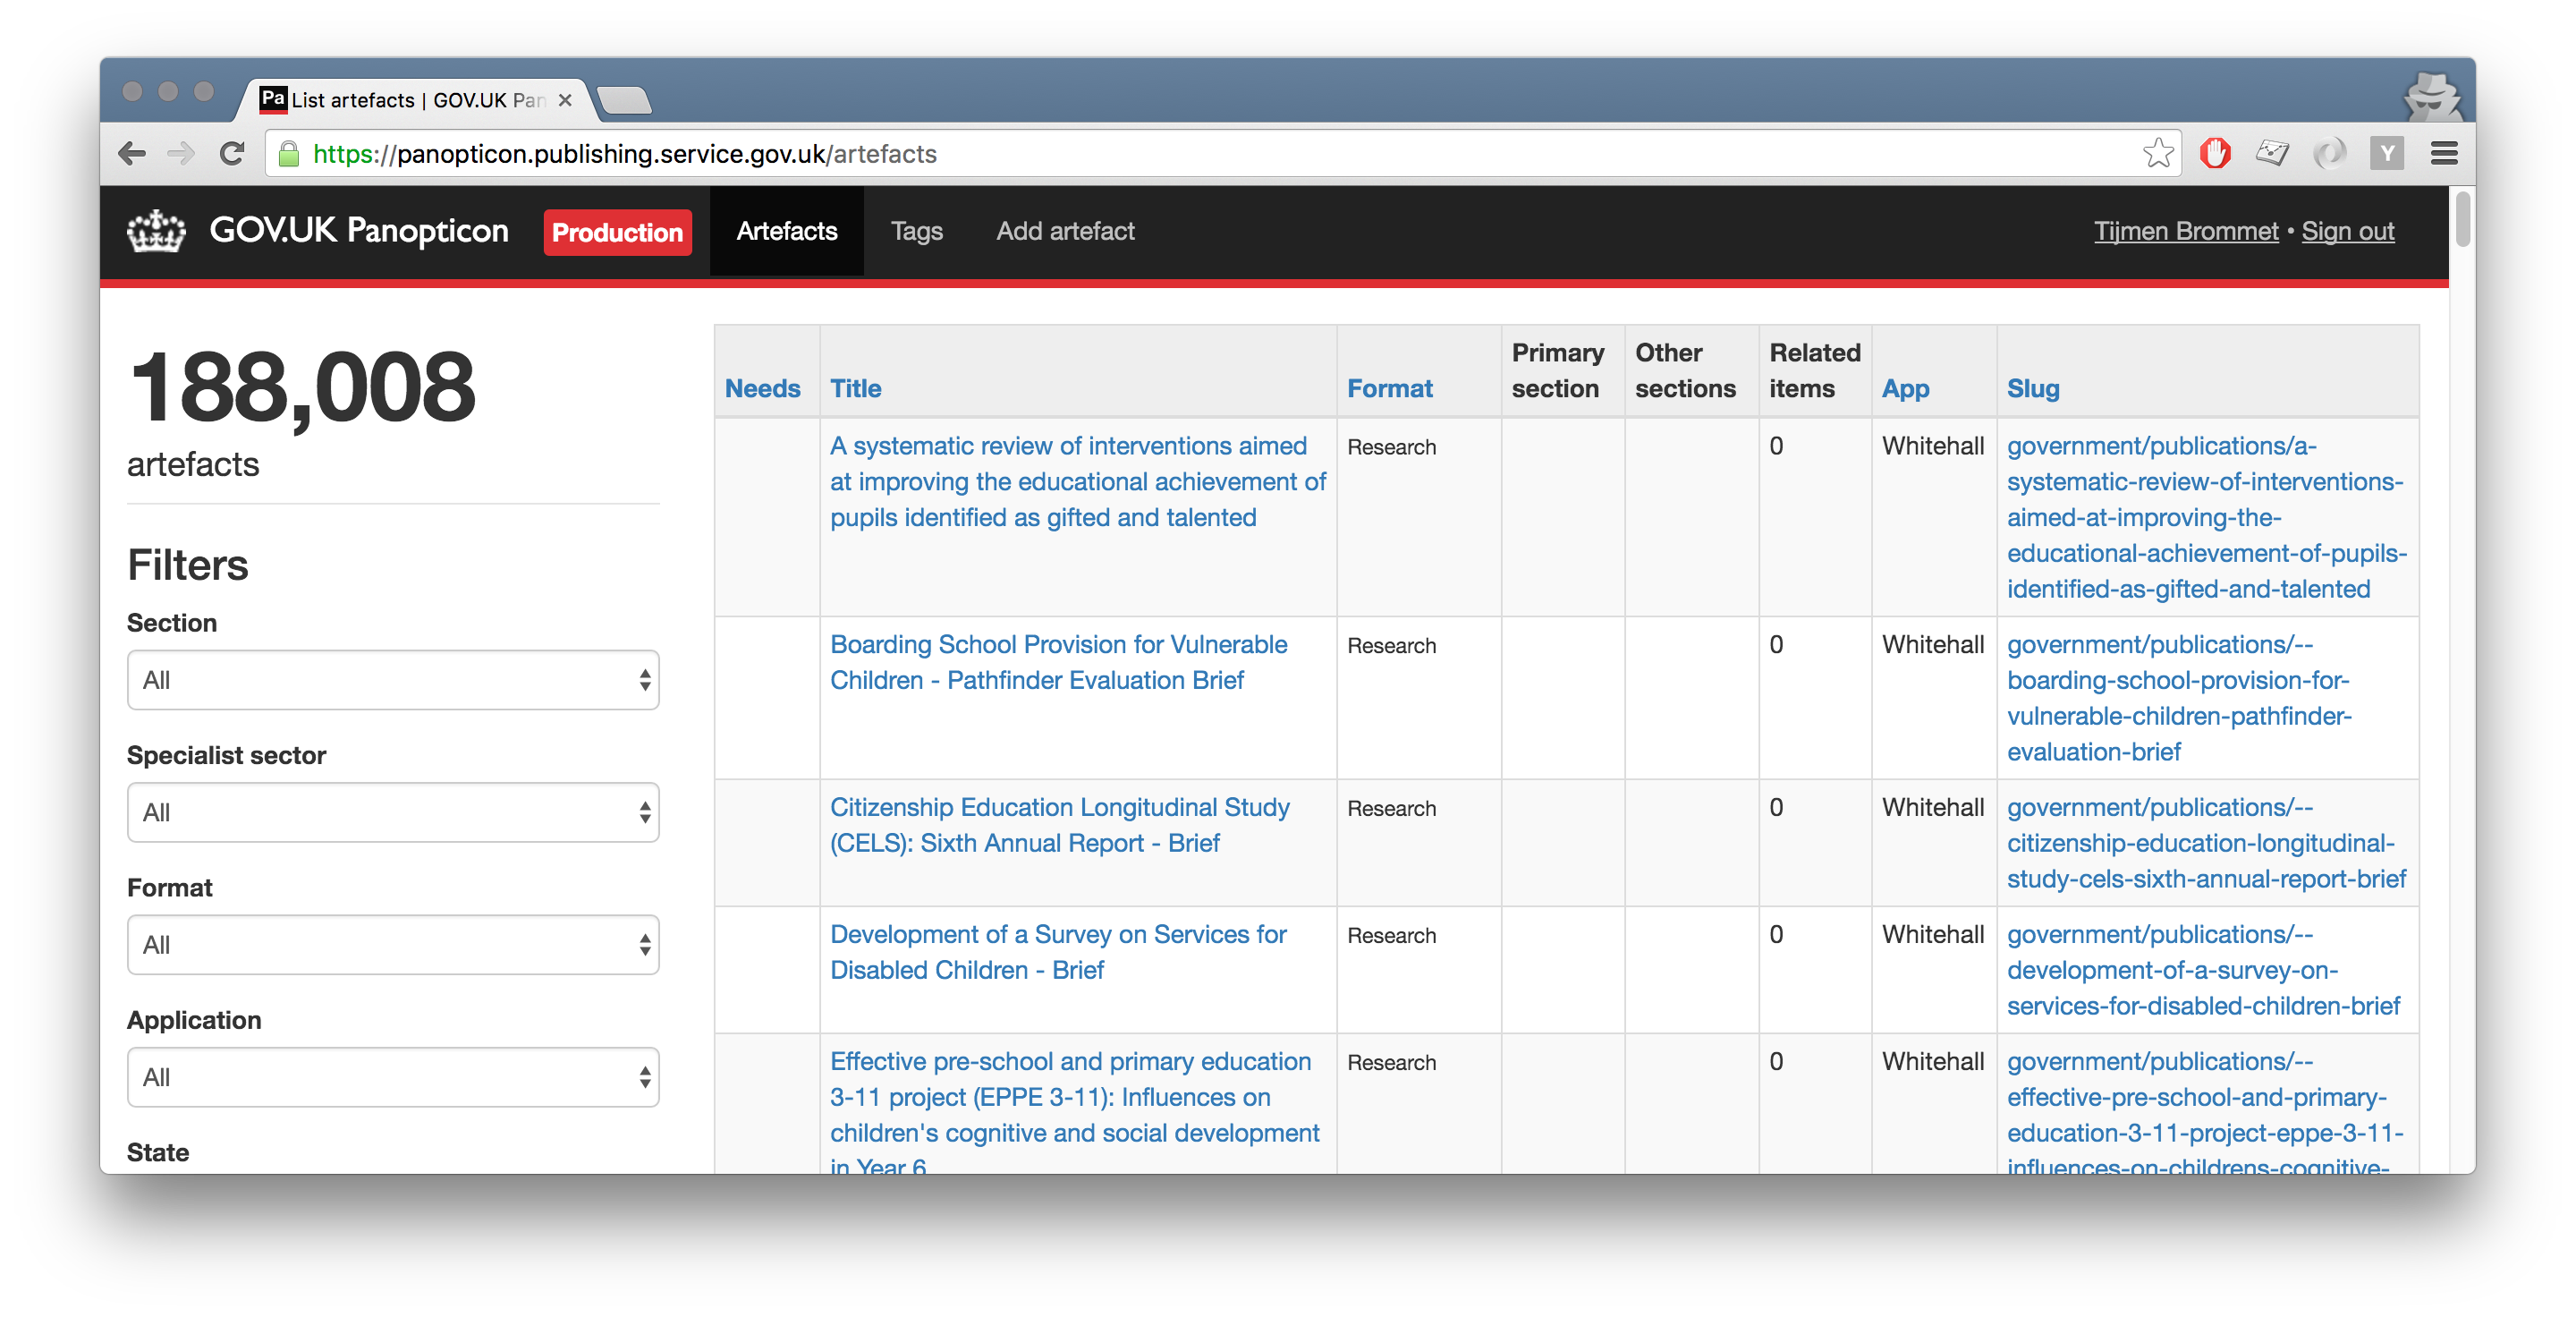 Pa List artefacts | GOV.UK Pan
https://panopticon.publishing.service.gov.uk/artefacts
Y
GOV.UK Panopticon Production Artefacts Tags Add artefact Tijmen Brommet • Sign out
188,008
artefacts
Filters
Section
All
Specialist sector
All
Format
All
Application
All
State
Needs Title Format Primary section Other sections Related items App Slug
A systematic review of interventions aimed
at improving the educational achievement of
pupils identified as gifted and talented
Research
0
Whitehall
government/publications/a-
systematic-review-of-interventions-
aimed-at-improving-the-
educational-achievement-of-pupils-
identified-as-gifted-and-talented
Boarding School Provision for Vulnerable
Children - Pathfinder Evaluation Brief
Research
0
Whitehall
government/publications/--
boarding-school-provision-for-
vulnerable-children-pathfinder-
evaluation-brief
Citizenship Education Longitudinal Study
(CELS): Sixth Annual Report - Brief
Research
0
Whitehall
government/publications/--
citizenship-education-longitudinal-
study-cels-sixth-annual-report-brief
Development of a Survey on Services for
Disabled Children - Brief
Research
0
Whitehall
government/publications/--
development-of-a-survey-on-
services-for-disabled-children-brief
Effective pre-school and primary education
3-11 project (EPPE 3-11): Influences on
children's cognitive and social development
in Year 6
Research
0
Whitehall
government/publications/--
effective-pre-school-and-primary-
education-3-11-project-eppe-3-11-
influences-on-childrens-cognitive-